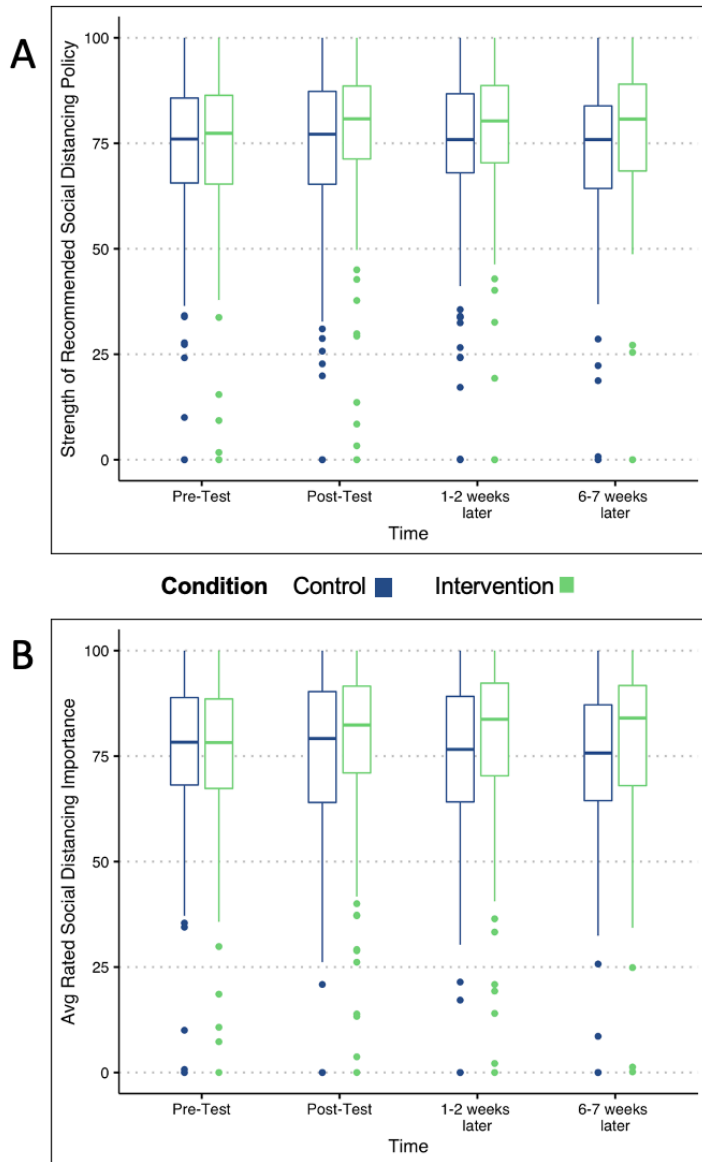 A
Strength of Recommended Social Distancing Policy
100
75
50
25
0
Pre-Test
Post-Test
1-2 weeks
later
6-7 weeks
later
Time
Condition Control Intervention
B
Avg Rated Social Distancing Importance
100
75
50
25
0
Pre-Test
Post-Test
1-2 weeks
later
6-7 weeks
later
Time